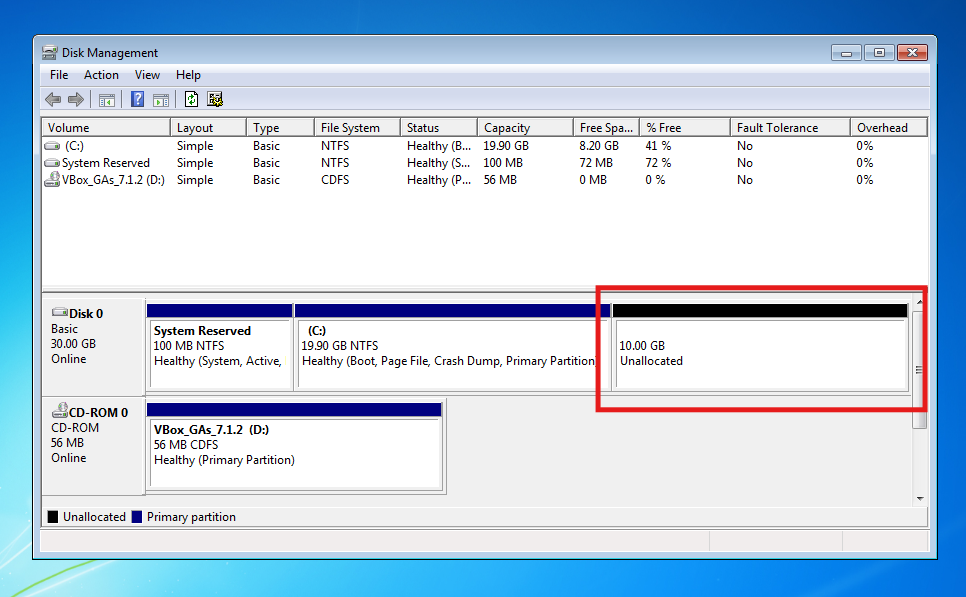 Disk Management
File Action View Help
Volume Layout Type File System Status Capacity Free Spa... % Free Fault Tolerance Overhead
(C:) Simple Basic NTFS Healthy (B... 19.90 GB 8.20 GB 41 % No 0%
System Reserved Simple Basic NTFS Healthy (S... 100 MB 72 MB 72 % No 0%
VBox_GAs_7.1.2 (D:) Simple Basic CDFS Healthy (P... 56 MB 0 MB 0 % No 0%
Disk 0
Basic
30.00 GB
Online
System Reserved
100 MB NTFS
Healthy (System, Active,
(C:)
19.90 GB NTFS
Healthy (Boot, Page File, Crash Dump, Primary Partition)
10.00 GB
Unallocated
CD-ROM 0
CD-ROM
56 MB
Online
VBox_GAs_7.1.2 (D:)
56 MB CDFS
Healthy (Primary Partition)
Unallocated Primary partition